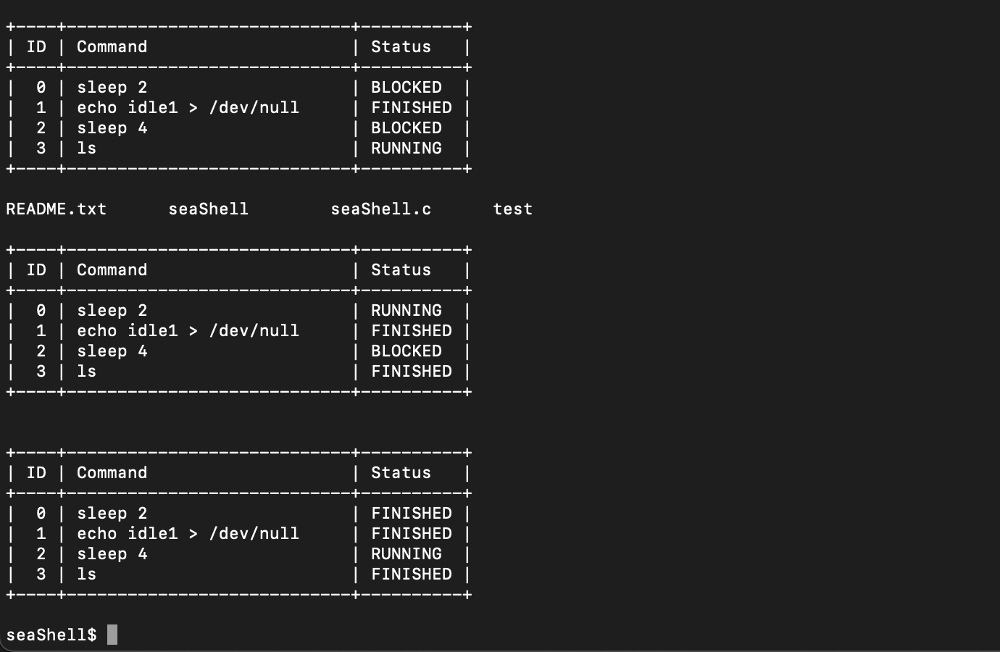 +----+----------------------------+----------+
| ID | Command                    | Status   |
+----+----------------------------+----------+
|  0 | sleep 2                    | BLOCKED  |
|  1 | echo idle1 > /dev/null     | FINISHED |
|  2 | sleep 4                    | BLOCKED  |
|  3 | ls                         | RUNNING  |
+----+----------------------------+----------+
README.txt      seaShell        seaShell.c      test
+----+----------------------------+----------+
| ID | Command                    | Status   |
+----+----------------------------+----------+
|  0 | sleep 2                    | RUNNING  |
|  1 | echo idle1 > /dev/null     | FINISHED |
|  2 | sleep 4                    | BLOCKED  |
|  3 | ls                         | FINISHED |
+----+----------------------------+----------+
+----+----------------------------+----------+
| ID | Command                    | Status   |
+----+----------------------------+----------+
|  0 | sleep 2                    | FINISHED |
|  1 | echo idle1 > /dev/null     | FINISHED |
|  2 | sleep 4                    | RUNNING  |
|  3 | ls                         | FINISHED |
+----+----------------------------+----------+
seaShell$